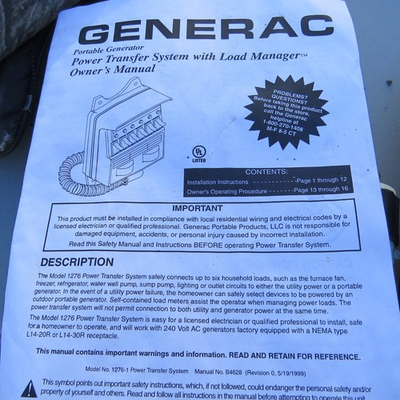 GENERAC
Portable Generator
Power Transfer System with Load Manager™
Owner's Manual
PROBLEMS?
QUESTIONS?
Before taking this product
back to the store,
call the Generac
helpline at
1-800-270-1408
M-F 8-5 CT
UL
LISTED
CONTENTS:
Installation Instructions - - - - - - - - - - - Page 1 through 12
Owner's Operating Procedure - - - - - - - Page 13 through 16
IMPORTANT
This product must be installed in compliance with local residential wiring and electrical codes by a
licensed electrician or qualified professional. Generac Portable Products, LLC is not responsible for
damaged equipment, accidents, or personal injury caused by incorrect installation.
Read this Safety Manual and Instructions BEFORE operating Power Transfer System.
DESCRIPTION
The Model 1276 Power Transfer System safely connects up to six household loads, such as the furnace fan,
freezer, refrigerator, water well pump, sump pump, lighting or outlet circuits to either the utility power or a portable
generator. In the event of a utility power failure, the homeowner can safely select devices to be powered by an
outdoor portable generator. Self-contained load meters assist the operator when managing power loads. The
power transfer system will not permit connection to both utility and generator power at the same time.
The Model 1276 Power Transfer System is easy for a licensed electrician or qualified professional to install, safe
for a homeowner to operate, and will work with 240 Volt AC generators factory equipped with a NEMA type
L14-20R or L14-30R receptacle.
This manual contains important warnings and information. READ AND RETAIN FOR REFERENCE.
Model No. 1276-1 Power Transfer System Manual No. B4628 (Revision 0, 5/19/1999)
This symbol points out important safety instructions, which, if not followed, could endanger the personal safety and/or
property of yourself and others. Read and follow all instructions in the manual before attempting to operate this